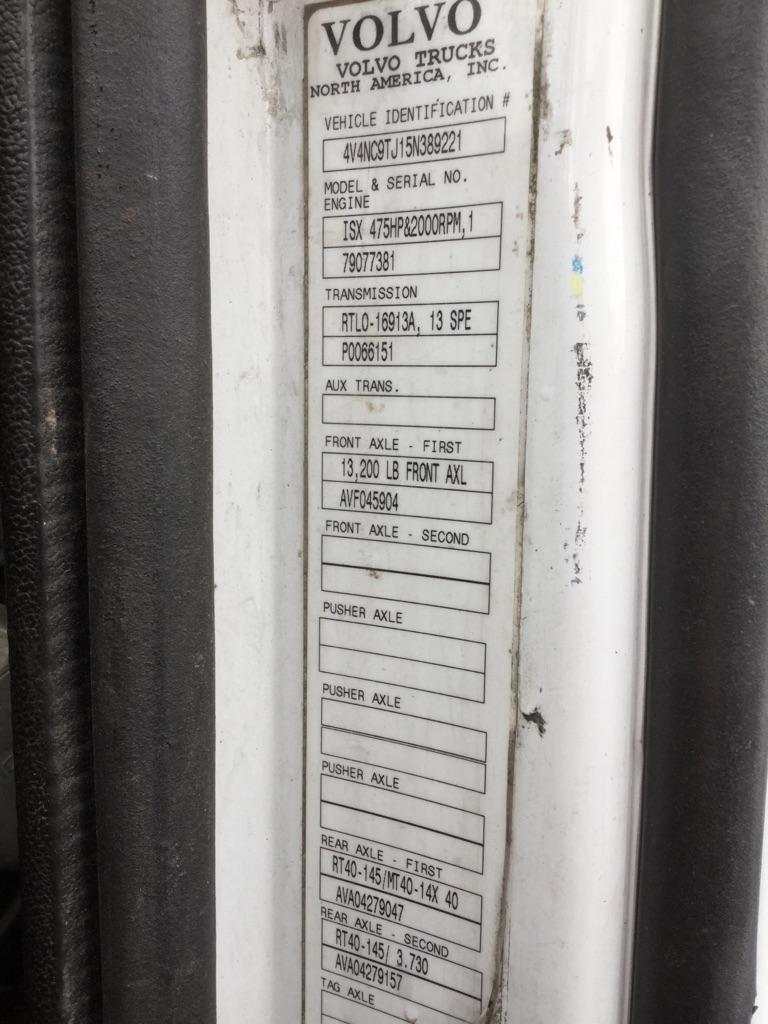 VOLVO
VOLVO TRUCKS
NORTH AMERICA, INC.
VEHICLE IDENTIFICATION #
4V4NC9TJ15N389221
MODEL & SERIAL NO.
ENGINE
ISX 475HP&2000RPM,1
79077381
TRANSMISSION
RTLO-16913A, 13 SPE
P0066151
AUX TRANS.
FRONT AXLE - FIRST
13,200 LB FRONT AXL
AVF045904
FRONT AXLE - SECOND
PUSHER AXLE
PUSHER AXLE
PUSHER AXLE
REAR AXLE - FIRST
RT40-145/MT40-14X 40
AVA04279047
REAR AXLE - SECOND
RT40-145/ 3.730
AVA04279157
TAG AXLE